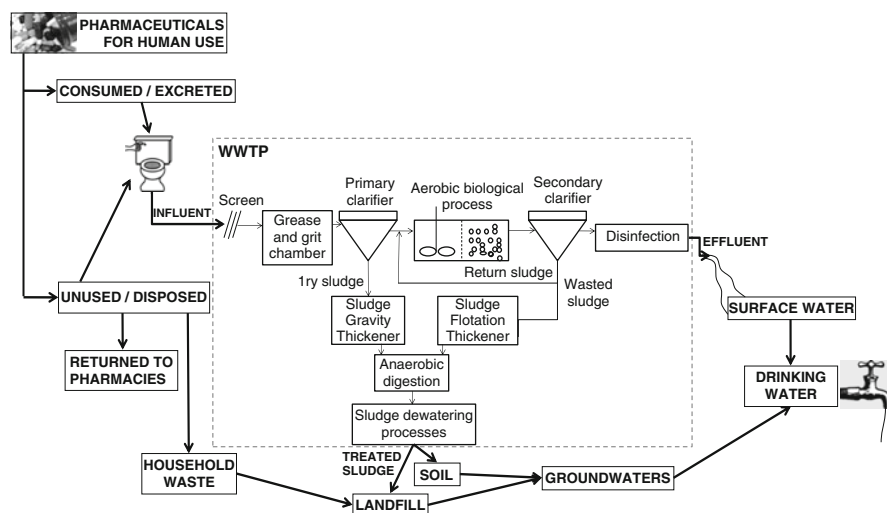 PHARMACEUTICALS
FOR HUMAN USE
CONSUMED / EXCRETED
WWTP
INFLUENT
Screen
Grease
and grit
chamber
Primary
clarifier
Aerobic biological
process
Secondary
clarifier
Disinfection
EFFLUENT
Return sludge
1ry sludge
Wasted
sludge
UNUSED / DISPOSED
Sludge
Gravity
Thickener
Sludge
Flotation
Thickener
SURFACE WATER
RETURNED TO
PHARMACIES
Anaerobic
digestion
DRINKING
WATER
Sludge dewatering
processes
HOUSEHOLD
WASTE
TREATED
SLUDGE
SOIL
GROUNDWATERS
LANDFILL